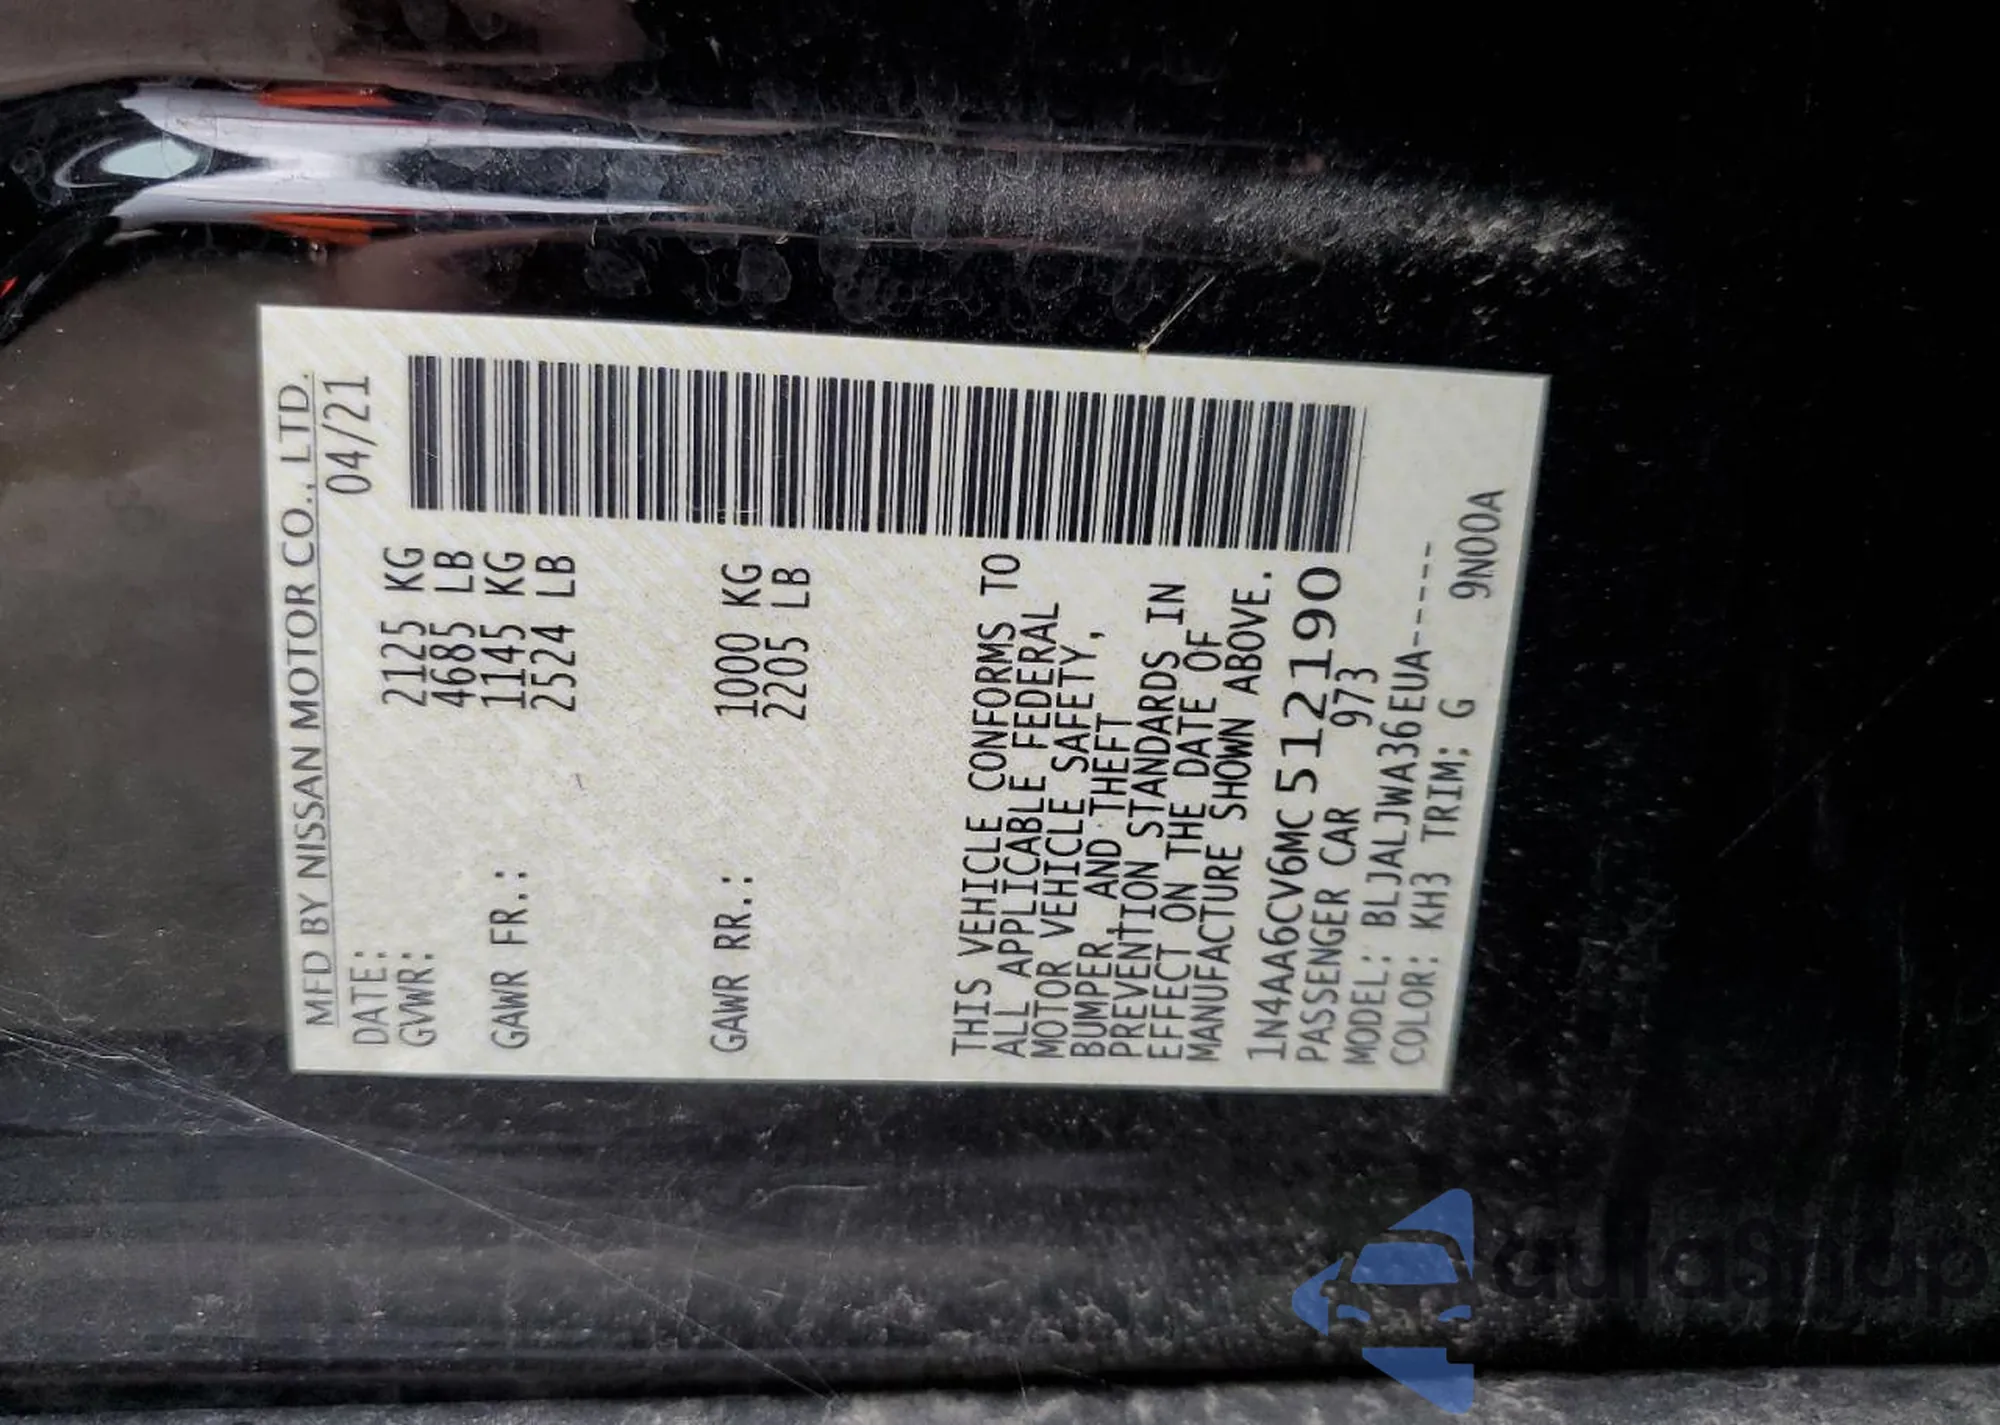 MFD BY NISSAN MOTOR CO., LTD.
DATE: 04/21
GVWR: 2125 KG
4685 LB
GAWR FR.: 1145 KG
2524 LB
GAWR RR.: 1000 KG
2205 LB
THIS VEHICLE CONFORMS TO
ALL APPLICABLE FEDERAL
MOTOR VEHICLE SAFETY,
BUMPER, AND THEFT
PREVENTION STANDARDS IN
EFFECT ON THE DATE OF
MANUFACTURE SHOWN ABOVE.
1N4AA6CV6MC512190
PASSENGER CAR 973
MODEL: BLJALJWA36EUA------
COLOR: KH3 TRIM: G 9N00A